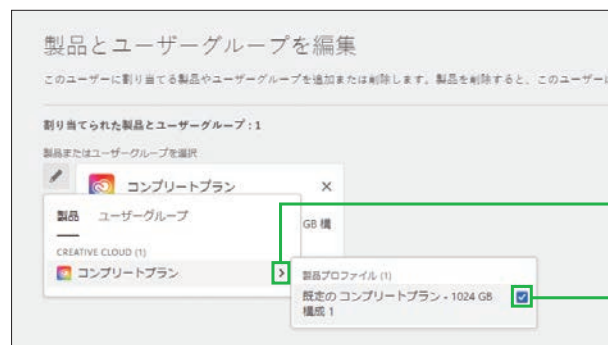 製品とユーザーグループを編集
このユーザーに割り当てる製品やユーザーグループを追加または削除します。製品を削除すると、このユーザーに
割り当てられた製品とユーザーグループ : 1
製品またはユーザーグループを選択
コンプリートプラン ×
製品 ユーザーグループ
GB 構
CREATIVE CLOUD (1)
コンプリートプラン >
製品プロファイル (1)
既定の コンプリートプラン - 1024 GB
構成 1